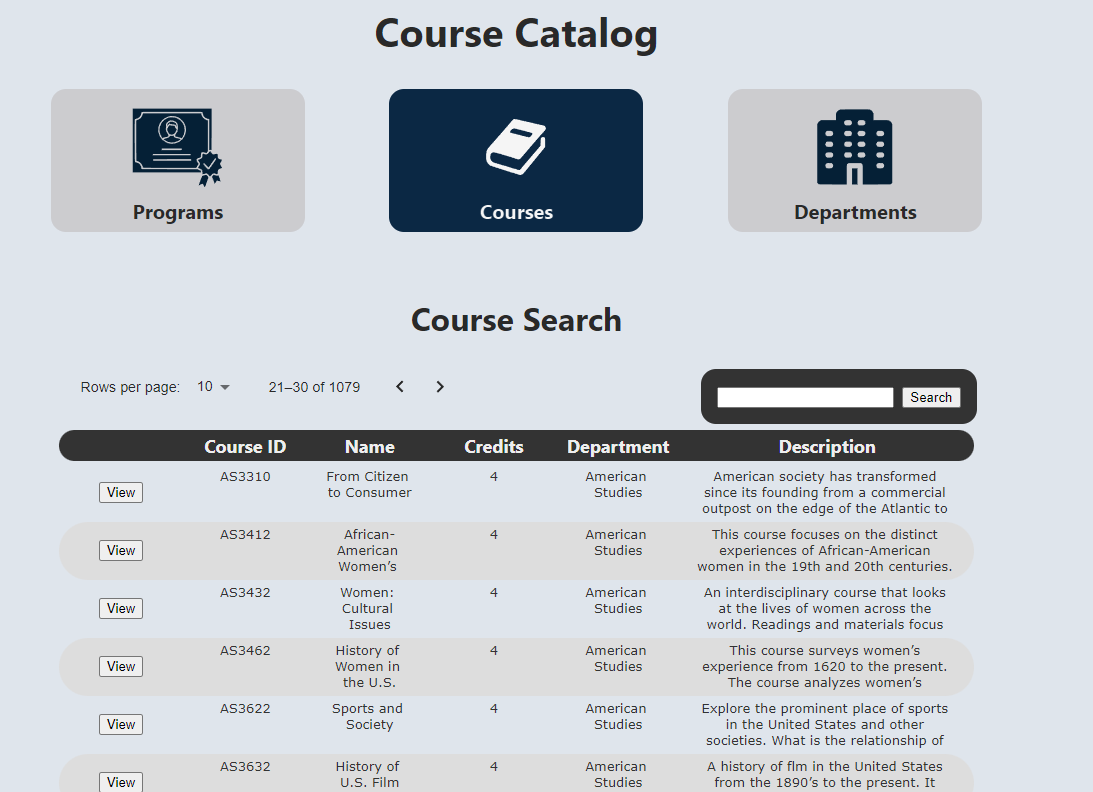 Course Catalog
Programs
Courses
Departments
Course Search
Rows per page: 10 21–30 of 1079
Search
Course ID Name Credits Department Description
View AS3310 From Citizen to Consumer 4 American Studies American society has transformed since its founding from a commercial outpost on the edge of the Atlantic to
View AS3412 African-American Women’s 4 American Studies This course focuses on the distinct experiences of African-American women in the 19th and 20th centuries.
View AS3432 Women: Cultural Issues 4 American Studies An interdisciplinary course that looks at the lives of women across the world. Readings and materials focus
View AS3462 History of Women in the U.S. 4 American Studies This course surveys women’s experience from 1620 to the present. The course analyzes women’s
View AS3622 Sports and Society 4 American Studies Explore the prominent place of sports in the United States and other societies. What is the relationship of
View AS3632 History of U.S. Film 4 American Studies A history of flm in the United States from the 1890’s to the present. It